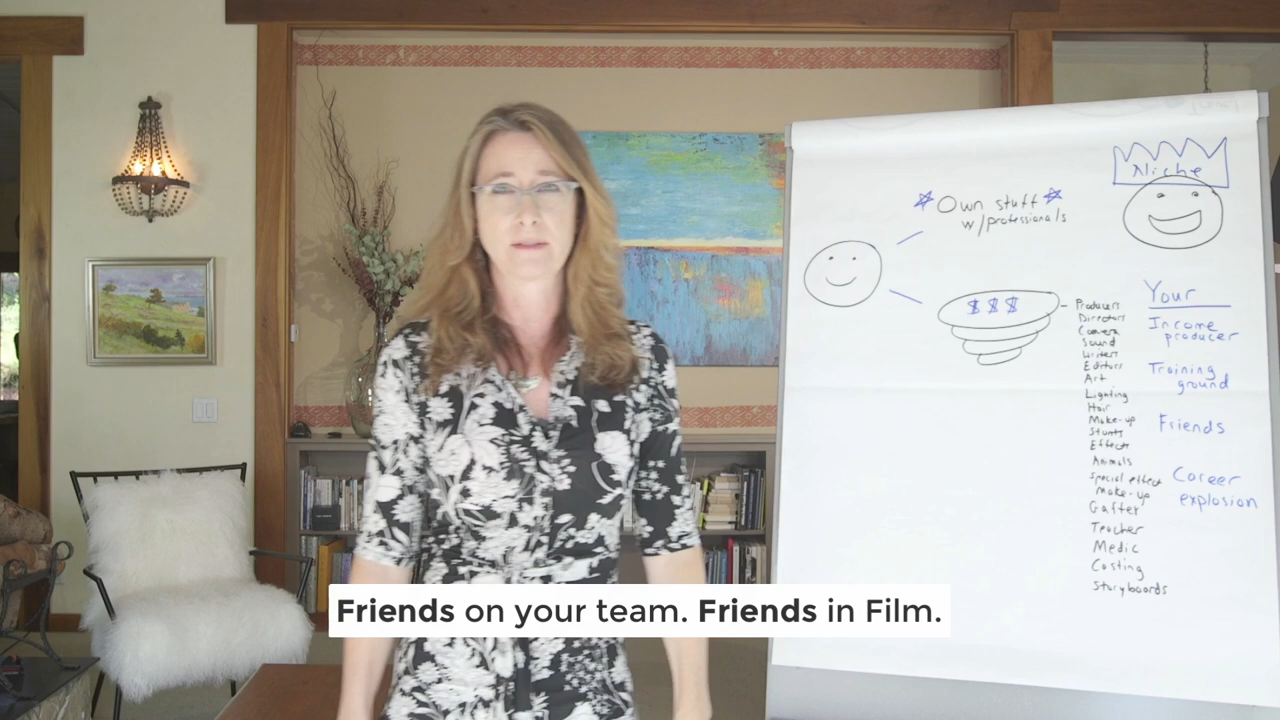 Niche
Own stuff
w/professionals
$ $ $
Producers
Directors
Camera
Sound
Writers
Editors
Art
Lighting
Hair
Make-up
Stunts
Effects
Animals
Special effect
Make-up
Gaffer
Teacher
Medic
Casting
Storyboards
Your
Income
producer
Training
ground
Friends
Career
explosion
Friends on your team. Friends in Film.